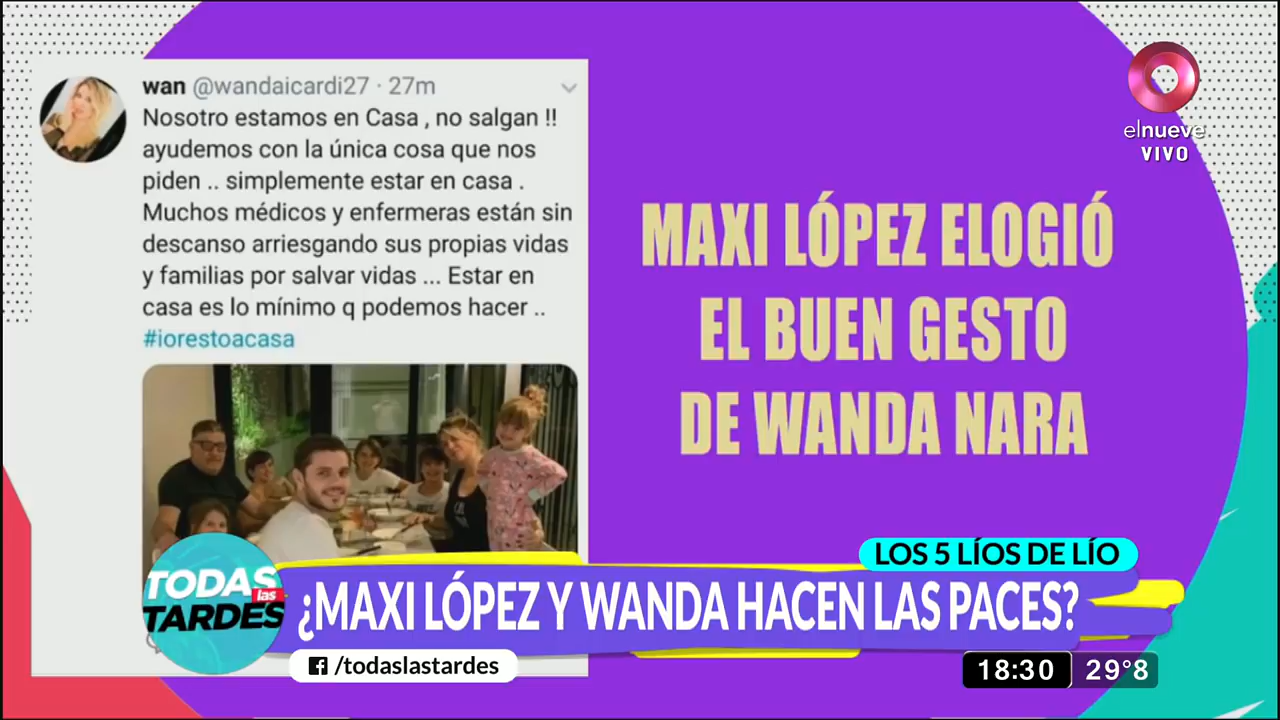 wan @wandaicardi27 · 27m
Nosotro estamos en Casa , no salgan !!
ayudemos con la única cosa que nos
piden .. simplemente estar en casa .
Muchos médicos y enfermeras están sin
descanso arriesgando sus propias vidas
y familias por salvar vidas ... Estar en
casa es lo mínimo q podemos hacer ..
#iorestoacasa
elnueve
VIVO
MAXI LÓPEZ ELOGIÓ
EL BUEN GESTO
DE WANDA NARA
LOS 5 LÍOS DE LÍO
TODAS
las
TARDES
¿MAXI LÓPEZ Y WANDA HACEN LAS PACES?
/todaslastardes
18:30 29°8